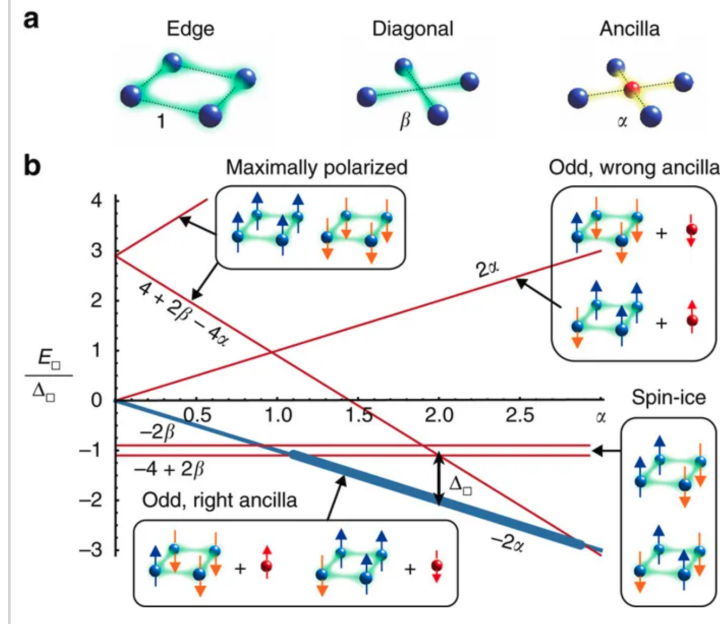 a
Edge
Diagonal
Ancilla
1
β
α
b
Maximally polarized
Odd, wrong ancilla
4
3
2
1
0
−1
−2
−3
E□
Δ□
4 + 2β − 4α
2α
+
+
0.5
1.0
1.5
2.0
2.5
α
Spin-ice
−2β
−4 + 2β
Δ□
Odd, right ancilla
−2α
+
+